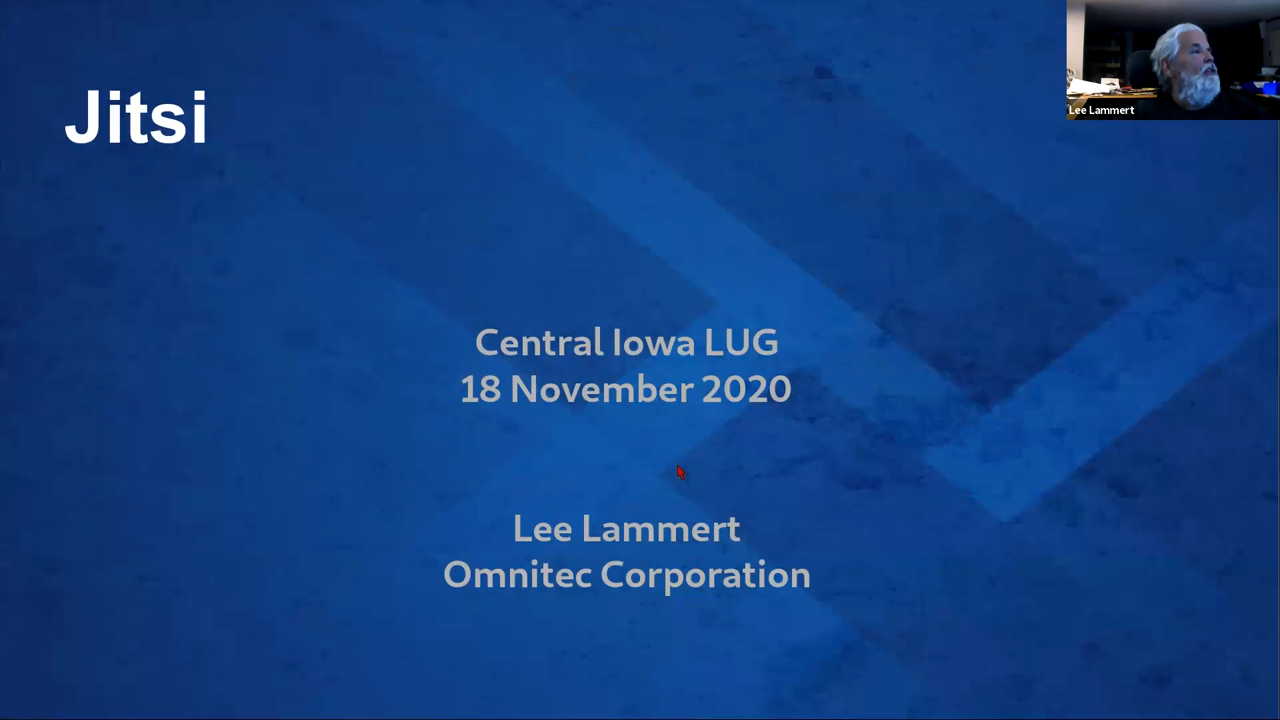 Jitsi
Lee Lammert
Central Iowa LUG
18 November 2020
Lee Lammert
Omnitec Corporation